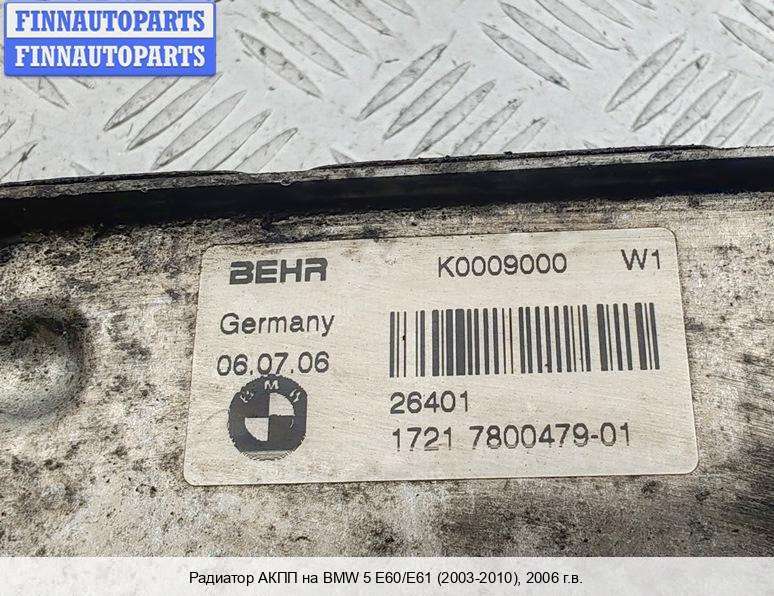 FINNAUTOPARTS
FINNAUTOPARTS
BEHR K0009000 W1
Germany
06.07.06
BMW
26401
1721 7800479-01
Радиатор АКПП на BMW 5 E60/E61 (2003-2010), 2006 г.в.